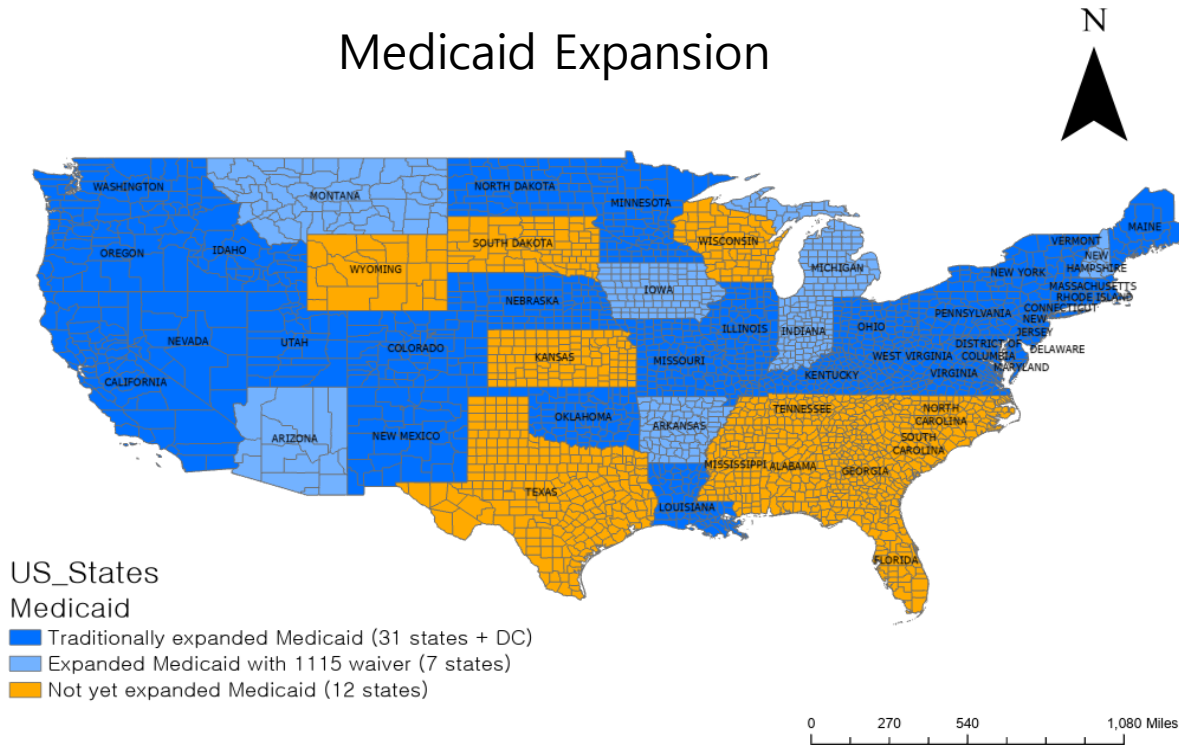 Medicaid Expansion
N
WASHINGTON
MONTANA
NORTH DAKOTA
MINNESOTA
MAINE
VERMONT
OREGON
IDAHO
SOUTH DAKOTA
WISCONSIN
NEW
HAMPSHIRE
WYOMING
MICHIGAN
NEW YORK
MASSACHUSETTS
RHODE ISLAND
IOWA
CONNECTICUT
NEBRASKA
PENNSYLVANIA
NEW
JERSEY
NEVADA
UTAH
COLORADO
ILLINOIS
INDIANA
OHIO
DISTRICT OF
COLUMBIA
DELAWARE
KANSAS
MISSOURI
WEST VIRGINIA
MARYLAND
CALIFORNIA
KENTUCKY
VIRGINIA
ARIZONA
NEW MEXICO
OKLAHOMA
ARKANSAS
TENNESSEE
NORTH
CAROLINA
SOUTH
CAROLINA
MISSISSIPPI
ALABAMA
GEORGIA
TEXAS
LOUISIANA
FLORIDA
US_States
Medicaid
Traditionally expanded Medicaid (31 states + DC)
Expanded Medicaid with 1115 waiver (7 states)
Not yet expanded Medicaid (12 states)
0 270 540 1,080 Miles